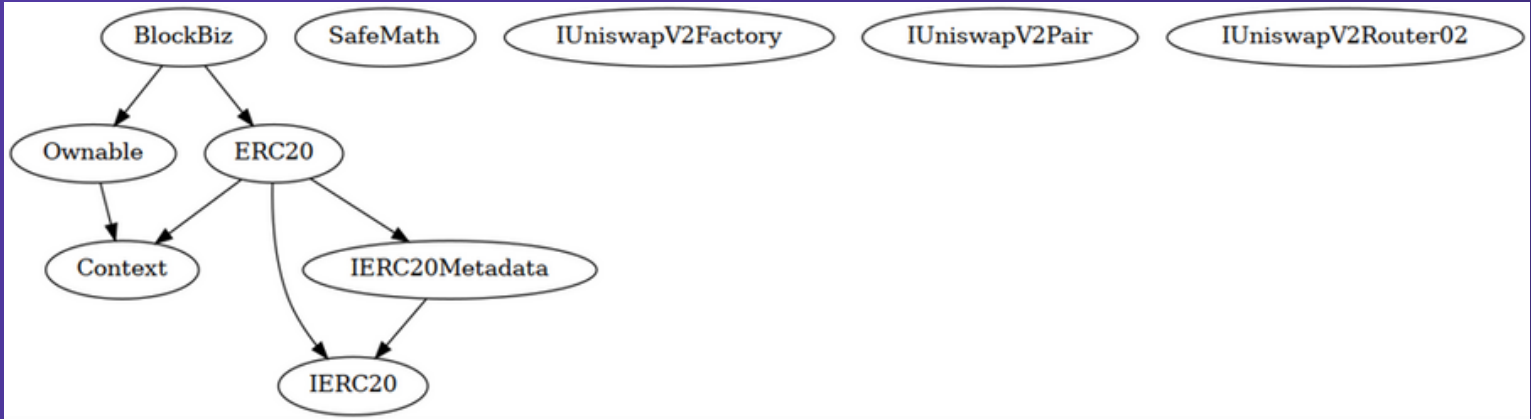 BlockBiz
SafeMath
IUniswapV2Factory
IUniswapV2Pair
IUniswapV2Router02
Ownable
ERC20
Context
IERC20Metadata
IERC20